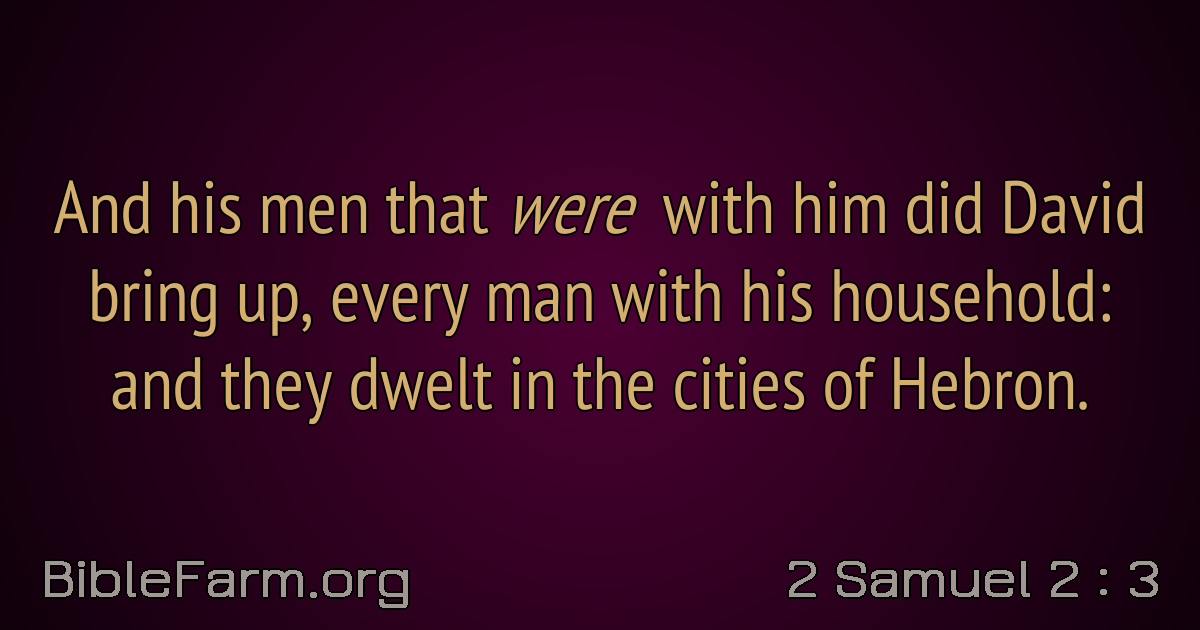 And his men that were with him did David
bring up, every man with his household:
and they dwelt in the cities of Hebron.
BibleFarm.org
2 Samuel 2 : 3